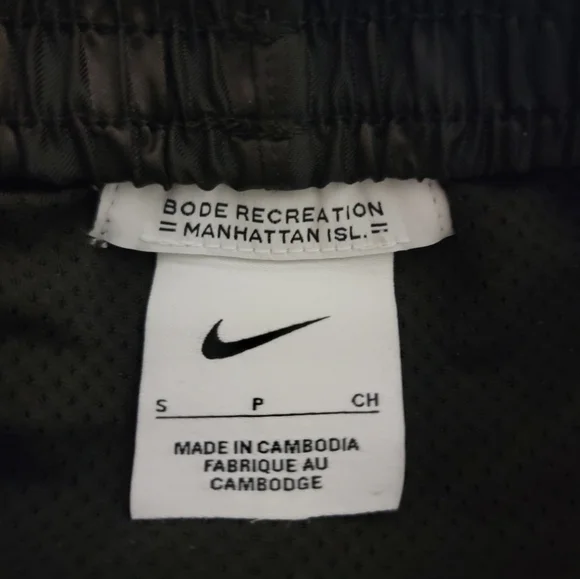 BODE RECREATION
= MANHATTAN ISL. =
S P CH
MADE IN CAMBODIA
FABRIQUE AU
CAMBODGE